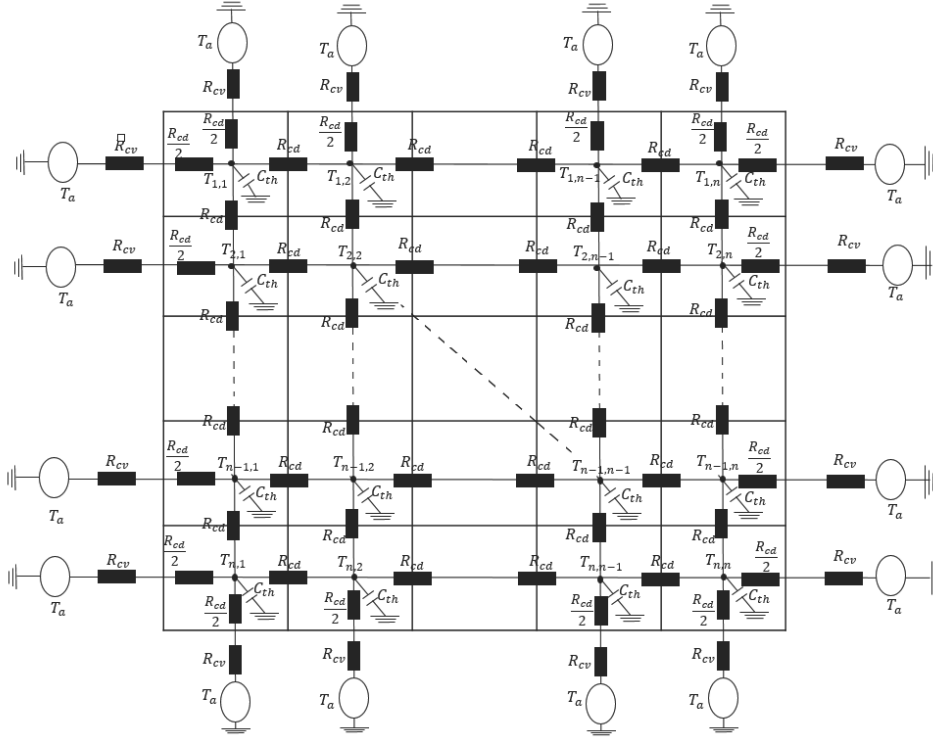 T_a T_a T_a T_a
R_cv R_cv R_cv R_cv
R_cv R_cd/2 R_cd/2 R_cd R_cd/2 R_cd R_cd R_cd/2 R_cd R_cd/2 R_cd/2 R_cv
T_a T_1,1 C_th T_1,2 C_th T_1,n-1 C_th T_1,n C_th T_a
R_cd R_cd R_cd R_cd
R_cv R_cd/2 T_2,1 R_cd T_2,2 R_cd R_cd T_2,n-1 R_cd T_2,n R_cd/2 R_cv
T_a C_th C_th C_th C_th T_a
R_cd R_cd R_cd R_cd
R_cd R_cd R_cd R_cd
R_cv R_cd/2 T_n-1,1 R_cd T_n-1,2 R_cd R_cd T_n-1,n-1 R_cd T_n-1,n R_cd/2 R_cv
T_a C_th C_th C_th C_th T_a
R_cd R_cd R_cd R_cd
R_cv R_cd/2 T_n,1 R_cd T_n,2 R_cd R_cd T_n,n-1 R_cd T_n,n R_cd/2 R_cv
T_a R_cd/2 C_th R_cd/2 C_th R_cd/2 C_th R_cd/2 C_th T_a
R_cv R_cv R_cv R_cv
T_a T_a T_a T_a